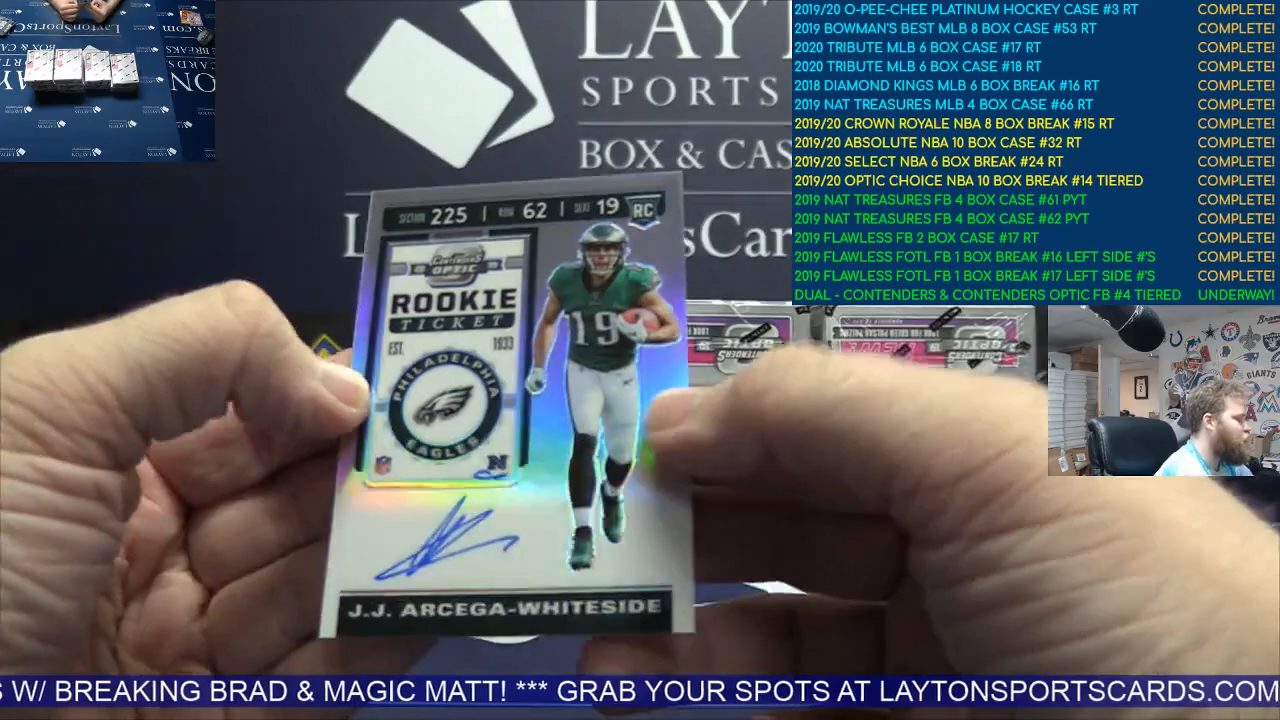 LAY
SPORTS
BOX & CAS
L
sCar
2019/20 O-PEE-CHEE PLATINUM HOCKEY CASE #3 RT COMPLETE!
2019 BOWMAN'S BEST MLB 8 BOX CASE #53 RT COMPLETE!
2020 TRIBUTE MLB 6 BOX CASE #17 RT COMPLETE!
2020 TRIBUTE MLB 6 BOX CASE #18 RT COMPLETE!
2018 DIAMOND KINGS MLB 6 BOX BREAK #16 RT COMPLETE!
2019 NAT TREASURES MLB 4 BOX CASE #66 RT COMPLETE!
2019/20 CROWN ROYALE NBA 8 BOX BREAK #15 RT COMPLETE!
2019/20 ABSOLUTE NBA 10 BOX CASE #32 RT COMPLETE!
2019/20 SELECT NBA 6 BOX BREAK #24 RT COMPLETE!
2019/20 OPTIC CHOICE NBA 10 BOX BREAK #14 TIERED COMPLETE!
2019 NAT TREASURES FB 4 BOX CASE #61 PYT COMPLETE!
2019 NAT TREASURES FB 4 BOX CASE #62 PYT COMPLETE!
2019 FLAWLESS FB 2 BOX CASE #17 RT COMPLETE!
2019 FLAWLESS FOTL FB 1 BOX BREAK #16 LEFT SIDE #'S COMPLETE!
2019 FLAWLESS FOTL FB 1 BOX BREAK #17 LEFT SIDE #'S COMPLETE!
DUAL - CONTENDERS & CONTENDERS OPTIC FB #4 TIERED UNDERWAY!
SECTION 225 | ROW 62 | SEAT 19 RC
CONTENDERS
OPTIC
ROOKIE
TICKET
EST. 1933
PHILADELPHIA
EAGLES
19
J.J. ARCEGA-WHITESIDE
GIANTS
S W/ BREAKING BRAD & MAGIC MATT! *** GRAB YOUR SPOTS AT LAYTONSPORTSCARDS.COM